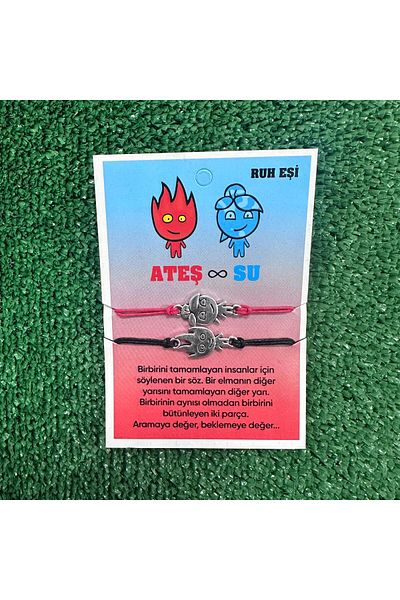 RUH EŞİ
ATEŞ ∞ SU
Birbirini tamamlayan insanlar için
söylenen bir söz. Bir elmanın diğer
yarısını tamamlayan diğer yarı.
Birbirinin aynısı olmadan birbirini
bütünleyen iki parça.
Aramaya değer, beklemeye değer...